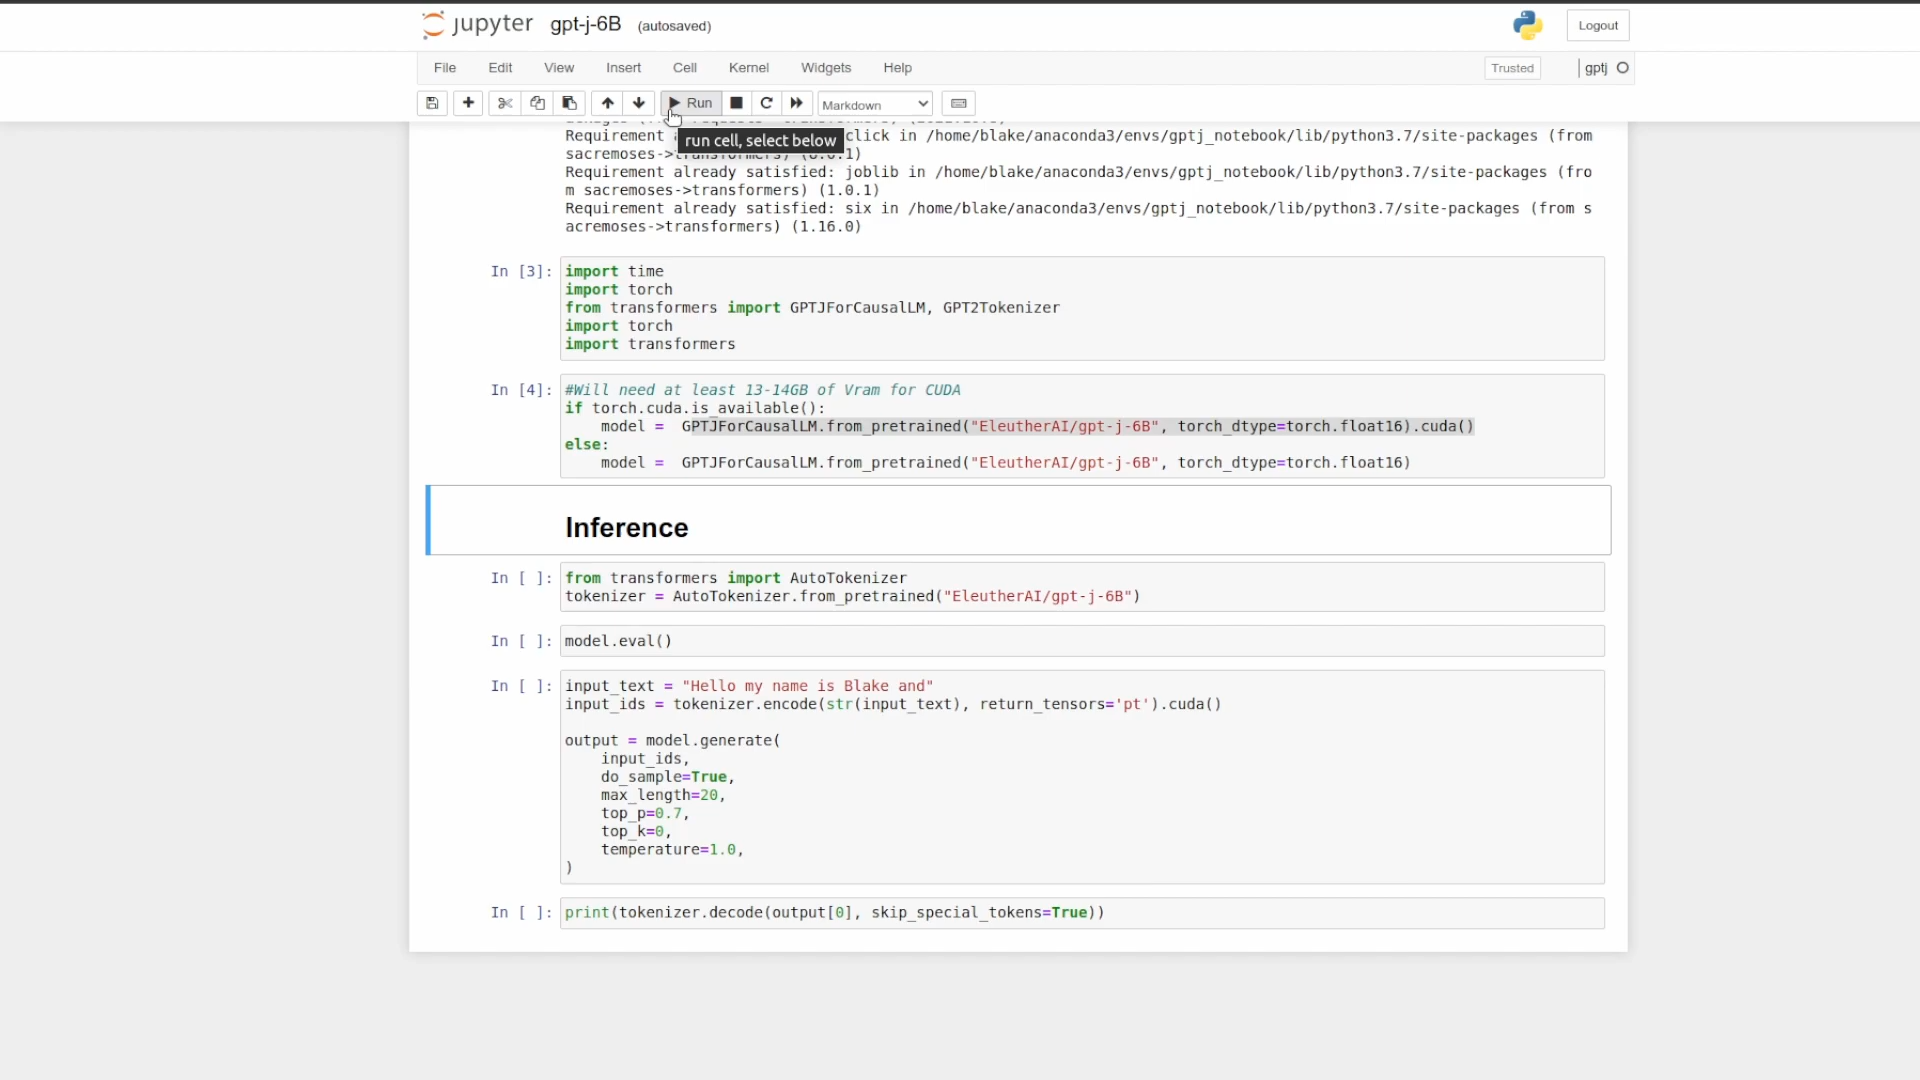 jupyter gpt-j-6B (autosaved)
Logout
File Edit View Insert Cell Kernel Widgets Help
Trusted
gptj
Run
Markdown
run cell, select below
Requirement click in /home/blake/anaconda3/envs/gptj_notebook/lib/python3.7/site-packages (from
sacremoses->transformers)
Requirement already satisfied: joblib in /home/blake/anaconda3/envs/gptj_notebook/lib/python3.7/site-packages (fro
m sacremoses->transformers) (1.0.1)
Requirement already satisfied: six in /home/blake/anaconda3/envs/gptj_notebook/lib/python3.7/site-packages (from s
acremoses->transformers) (1.16.0)
In [3]: import time
import torch
from transformers import GPTJForCausalLM, GPT2Tokenizer
import torch
import transformers
In [4]: #Will need at least 13-14GB of Vram for CUDA
if torch.cuda.is_available():
    model =  GPTJForCausalLM.from_pretrained("EleutherAI/gpt-j-6B", torch_dtype=torch.float16).cuda()
else:
    model =  GPTJForCausalLM.from_pretrained("EleutherAI/gpt-j-6B", torch_dtype=torch.float16)
Inference
In [ ]: from transformers import AutoTokenizer
tokenizer = AutoTokenizer.from_pretrained("EleutherAI/gpt-j-6B")
In [ ]: model.eval()
In [ ]: input_text = "Hello my name is Blake and"
input_ids = tokenizer.encode(str(input_text), return_tensors='pt').cuda()
output = model.generate(
    input_ids,
    do_sample=True,
    max_length=20,
    top_p=0.7,
    top_k=0,
    temperature=1.0,
)
In [ ]: print(tokenizer.decode(output[0], skip_special_tokens=True))